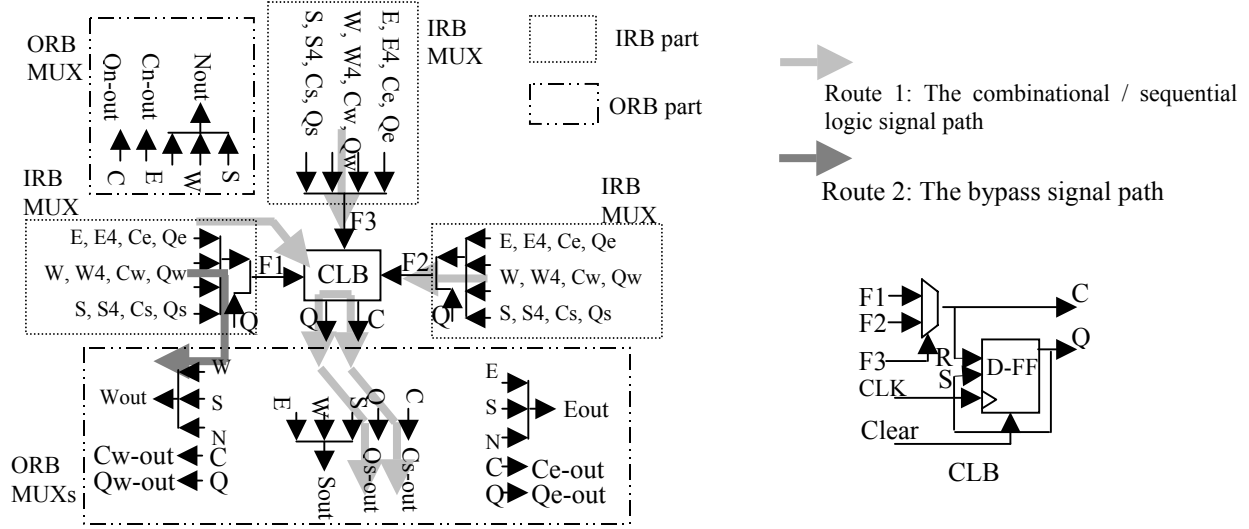 ORB
MUX
Qn-out
Cn-out
Nout
C
E
W
S
S, S4, Cs, Qs
W, W4, Cw, Qw
E, E4, Ce, Qe
IRB
MUX
F3
IRB part
ORB part
Route 1: The combinational / sequential
logic signal path
Route 2: The bypass signal path
IRB
MUX
E, E4, Ce, Qe
W, W4, Cw, Qw
S, S4, Cs, Qs
F1
Q
CLB
Q
C
F2
Q
IRB
MUX
E, E4, Ce, Qe
W, W4, Cw, Qw
S, S4, Cs, Qs
W
Wout
S
N
Cw-out
C
Qw-out
Q
ORB
MUXs
E
W
S
Q
C
Sout
Qs-out
Cs-out
E
S
Eout
N
C
Ce-out
Q
Qe-out
F1
F2
F3
CLK
Clear
R
S
D-FF
C
Q
CLB